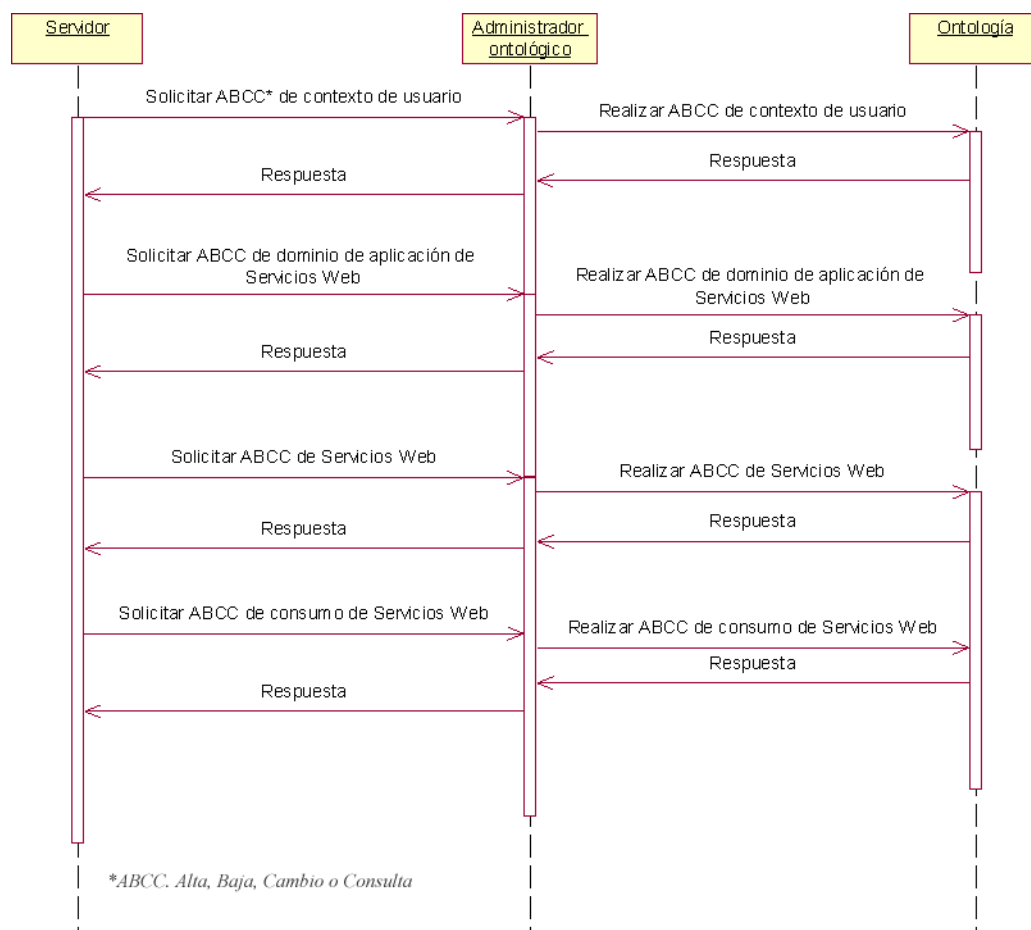 Servidor
Administrador
ontológico
Ontología
Solicitar ABCC* de contexto de usuario
Realizar ABCC de contexto de usuario
Respuesta
Respuesta
Solicitar ABCC de dominio de aplicación de
Servicios Web
Realizar ABCC de dominio de aplicación de
Servicios Web
Respuesta
Respuesta
Solicitar ABCC de Servicios Web
Realizar ABCC de Servicios Web
Respuesta
Respuesta
Solicitar ABCC de consumo de Servicios Web
Realizar ABCC de consumo de Servicios Web
Respuesta
Respuesta
*ABCC. Alta, Baja, Cambio o Consulta